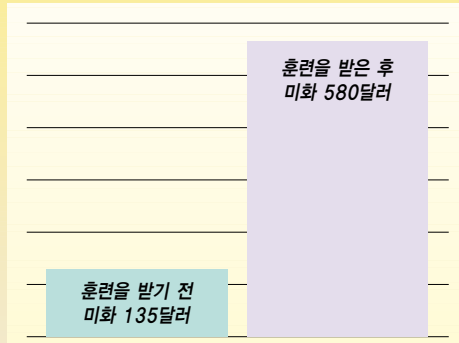 훈련을 받은 후
미화 580달러
훈련을 받기 전
미화 135달러